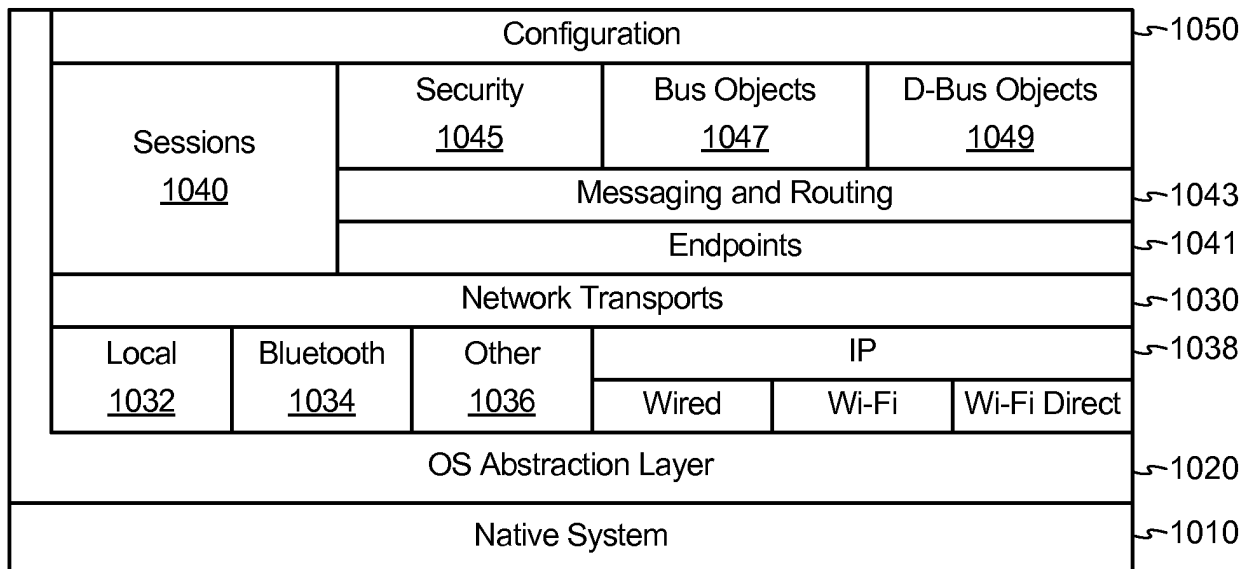 Configuration
1050
Security
Bus Objects
D-Bus Objects
Sessions
1045
1047
1049
1040
Messaging and Routing
1043
Endpoints
1041
Network Transports
1030
Local
Bluetooth
Other
IP
1038
1032
1034
1036
Wired
Wi-Fi
Wi-Fi Direct
OS Abstraction Layer
1020
Native System
1010